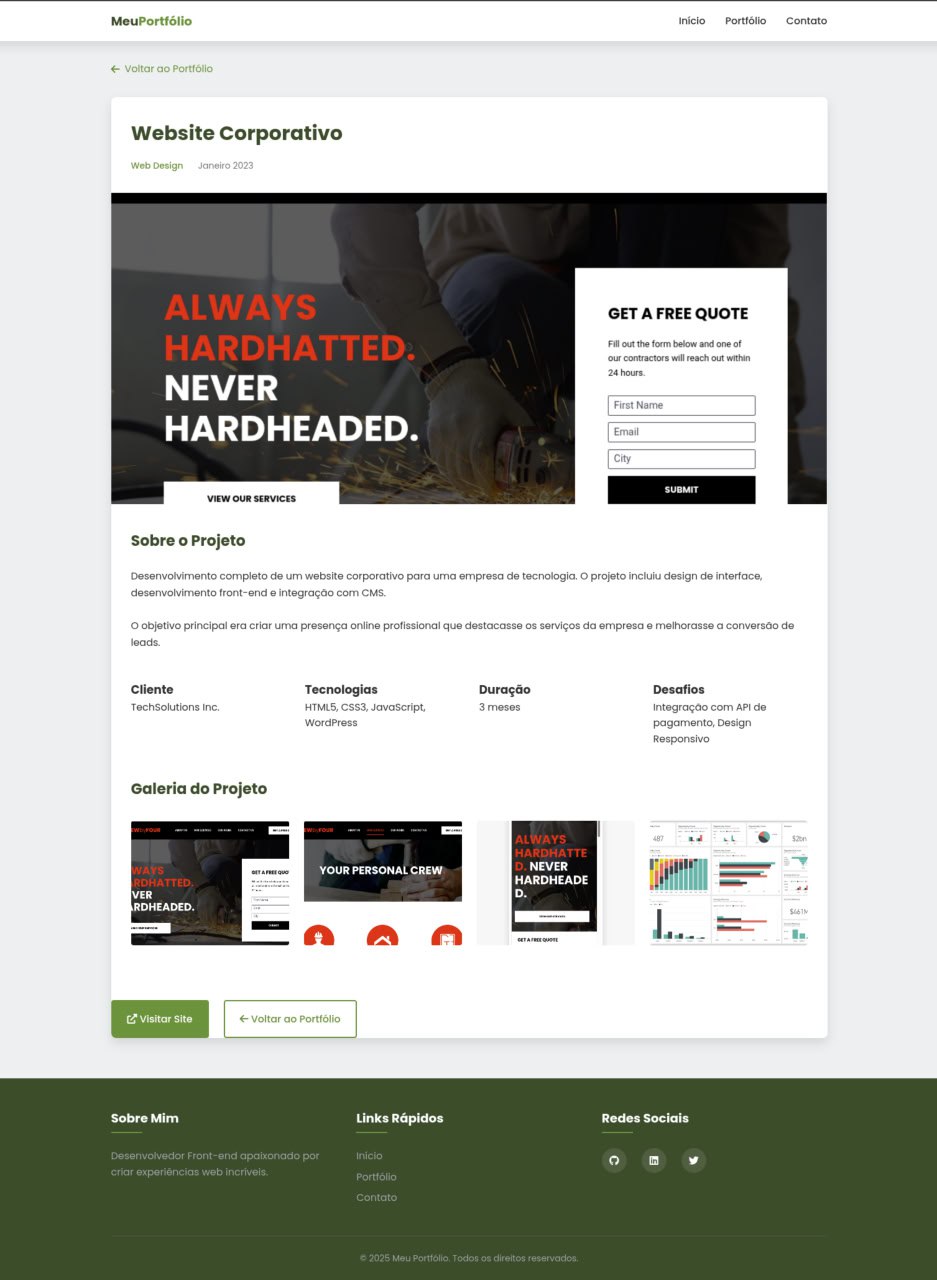 MeuPortfólio
Início Portfólio Contato
← Voltar ao Portfólio
Website Corporativo
Web Design Janeiro 2023
ALWAYS
HARDHATTED.
NEVER
HARDHEADED.
VIEW OUR SERVICES
GET A FREE QUOTE
Fill out the form below and one of
our contractors will reach out within
24 hours.
First Name
Email
City
SUBMIT
Sobre o Projeto
Desenvolvimento completo de um website corporativo para uma empresa de tecnologia. O projeto incluiu design de interface,
desenvolvimento front-end e integração com CMS.
O objetivo principal era criar uma presença online profissional que destacasse os serviços da empresa e melhorasse a conversão de
leads.
Cliente
TechSolutions Inc.
Tecnologias
HTML5, CSS3, JavaScript,
WordPress
Duração
3 meses
Desafios
Integração com API de
pagamento, Design
Responsivo
Galeria do Projeto
WAYS
ARDHATTED.
VER
ARDHEADED.
GET A FREE QUO
YOUR PERSONAL CREW
ALWAYS
HARDHATTE
D. NEVER
HARDHEADE
D.
GET A FREE QUOTE
487
$2bn
$461M
Visitar Site
← Voltar ao Portfólio
Sobre Mim
Desenvolvedor Front-end apaixonado por
criar experiências web incríveis.
Links Rápidos
Início
Portfólio
Contato
Redes Sociais
© 2025 Meu Portfólio. Todos os direitos reservados.